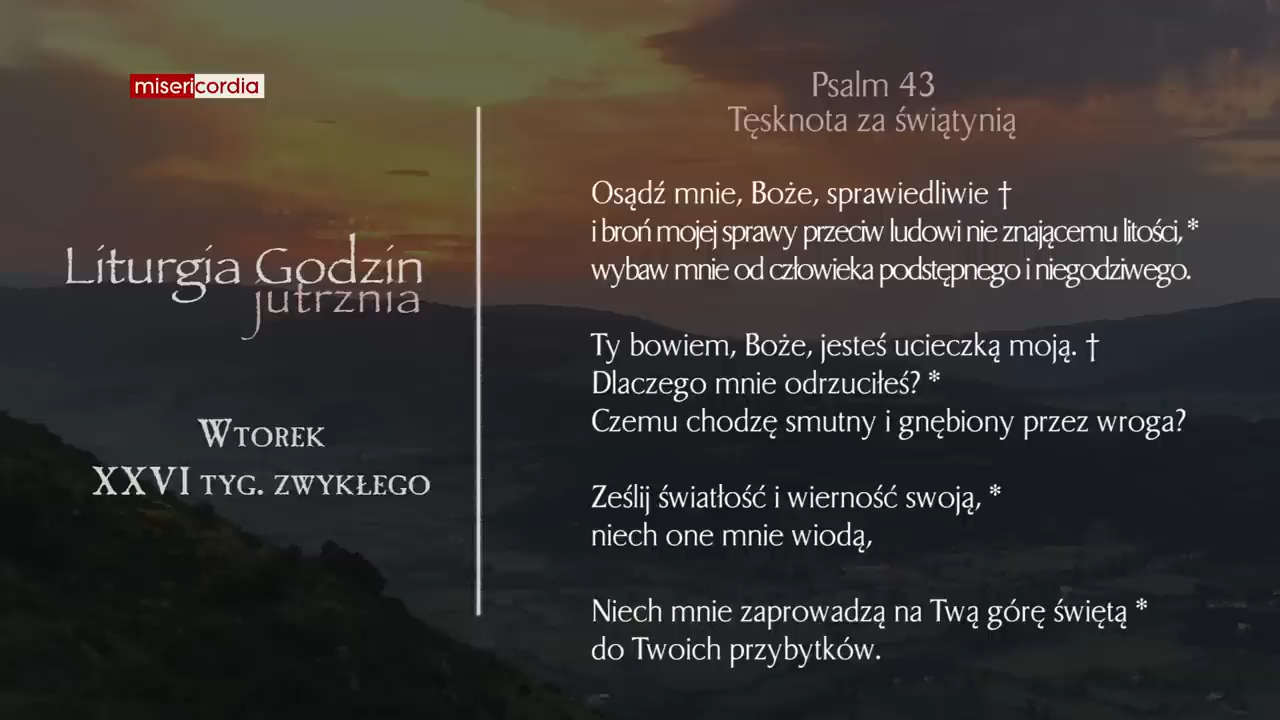 misericordia
Liturgia Godzin
jutrznia
Wtorek
XXVI tyg. zwykłego
Psalm 43
Tęsknota za świątynią
Osądź mnie, Boże, sprawiedliwie †
i broń mojej sprawy przeciw ludowi nie znającemu litości, *
wybaw mnie od człowieka podstępnego i niegodziwego.
Ty bowiem, Boże, jesteś ucieczką moją. †
Dlaczego mnie odrzuciłeś? *
Czemu chodzę smutny i gnębiony przez wroga?
Ześlij światłość i wierność swoją, *
niech one mnie wiodą,
Niech mnie zaprowadzą na Twą górę świętą *
do Twoich przybytków.